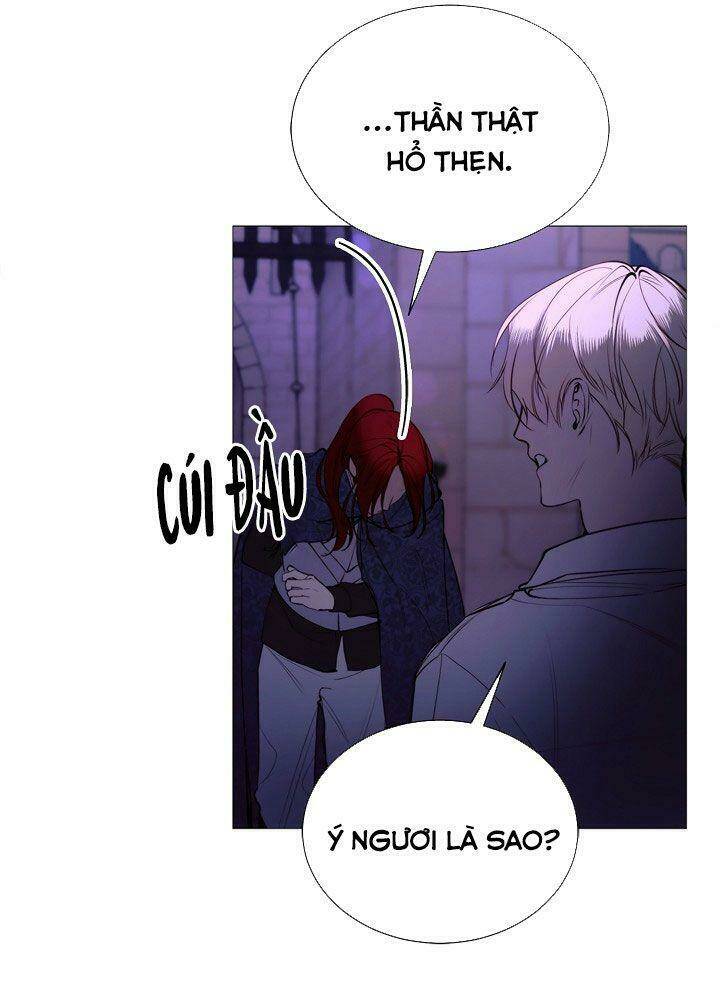 ...THẦN THẬT
HỔ THẸN.
CÚI ĐẦU
Ý NGƯƠI LÀ SAO?